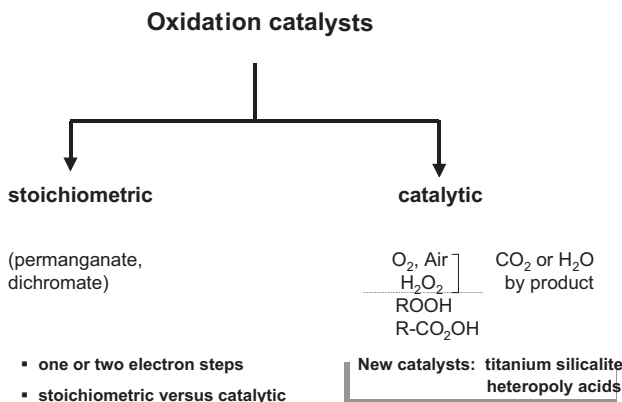 Oxidation catalysts
stoichiometric
catalytic
(permanganate,
dichromate)
O₂, Air
H₂O₂
ROOH
R-CO₂OH
CO₂ or H₂O
by product
▪ one or two electron steps
▪ stoichiometric versus catalytic
New catalysts: titanium silicalite
heteropoly acids